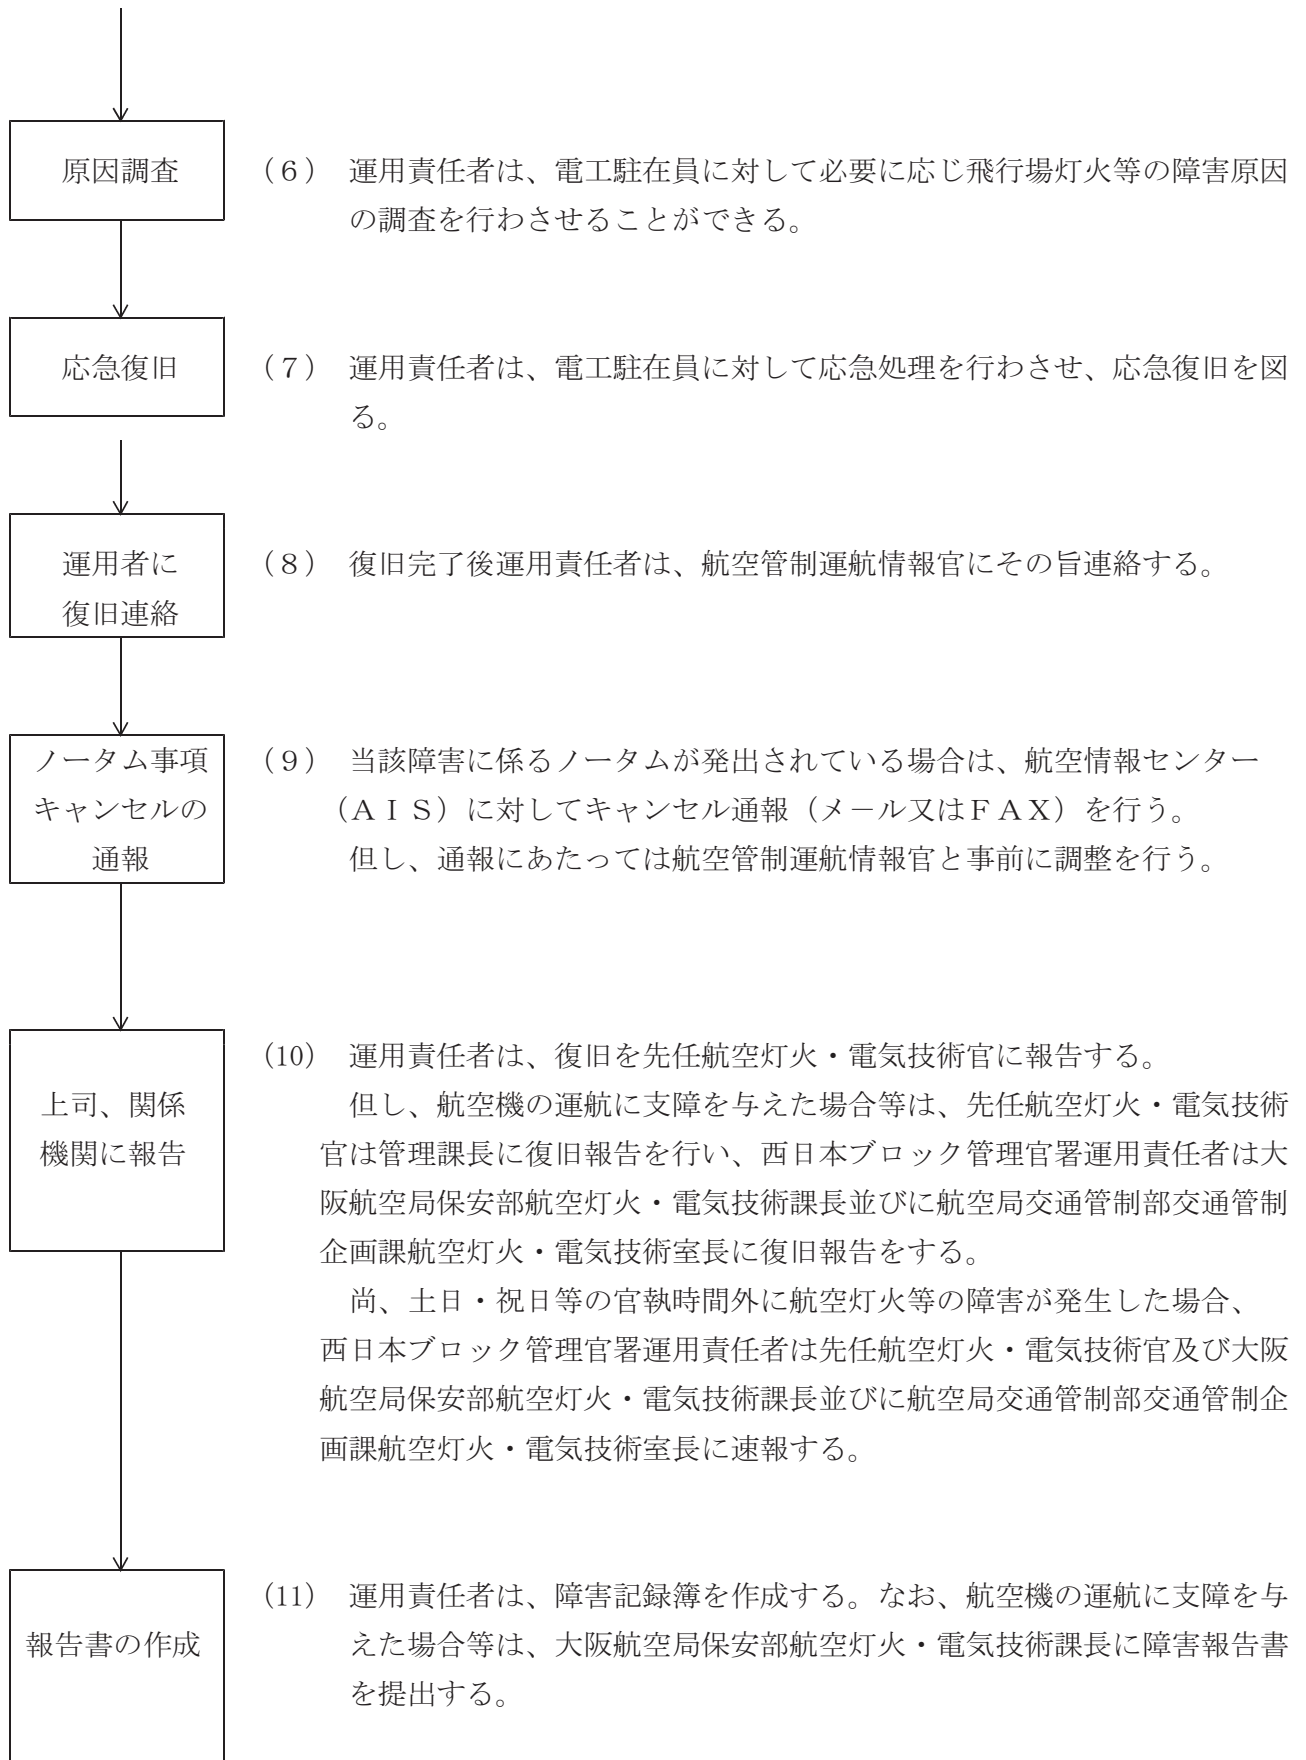 原因調査
（６） 運用責任者は、電工駐在員に対して必要に応じ飛行場灯火等の障害原因
の調査を行わさせることができる。
応急復旧
（７） 運用責任者は、電工駐在員に対して応急処理を行わさせ、応急復旧を図
る。
運用者に
復旧連絡
（８） 復旧完了後運用責任者は、航空管制運航情報官にその旨連絡する。
ノータム事項
キャンセルの
通報
（９） 当該障害に係るノータムが発出されている場合は、航空情報センター
（ＡＩＳ）に対してキャンセル通報（メール又はＦＡＸ）を行う。
但し、通報にあたっては航空管制運航情報官と事前に調整を行う。
上司、関係
機関に報告
（10） 運用責任者は、復旧を先任航空灯火・電気技術官に報告する。
但し、航空機の運航に支障を与えた場合等は、先任航空灯火・電気技術
官は管理課長に復旧報告を行い、西日本ブロック管理官署運用責任者は大
阪航空局保安部航空灯火・電気技術課長並びに航空局交通管制部交通管制
企画課航空灯火・電気技術室長に復旧報告をする。
尚、土日・祝日等の官執時間外に航空灯火等の障害が発生した場合、
西日本ブロック管理官署運用責任者は先任航空灯火・電気技術官及び大阪
航空局保安部航空灯火・電気技術課長並びに航空局交通管制部交通管制企
画課航空灯火・電気技術室長に速報する。
報告書の作成
（11） 運用責任者は、障害記録簿を作成する。なお、航空機の運航に支障を与
えた場合等は、大阪航空局保安部航空灯火・電気技術課長に障害報告書
を提出する。